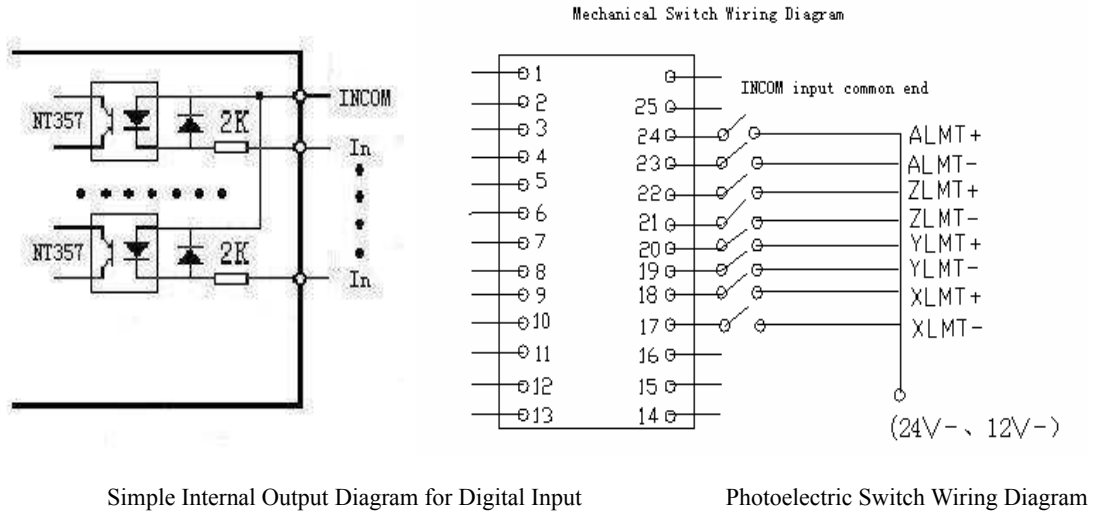 Mechanical Switch Wiring Diagram
NT357
2K
INCOM
In
NT357
2K
In
1
2
3
4
5
6
7
8
9
10
11
12
13
25
24
23
22
21
20
19
18
17
16
15
14
INCOM input common end
ALMT+
ALMT-
ZLMT+
ZLMT-
YLMT+
YLMT-
XLMT+
XLMT-
(24V-、12V-)
Simple Internal Output Diagram for Digital Input
Photoelectric Switch Wiring Diagram